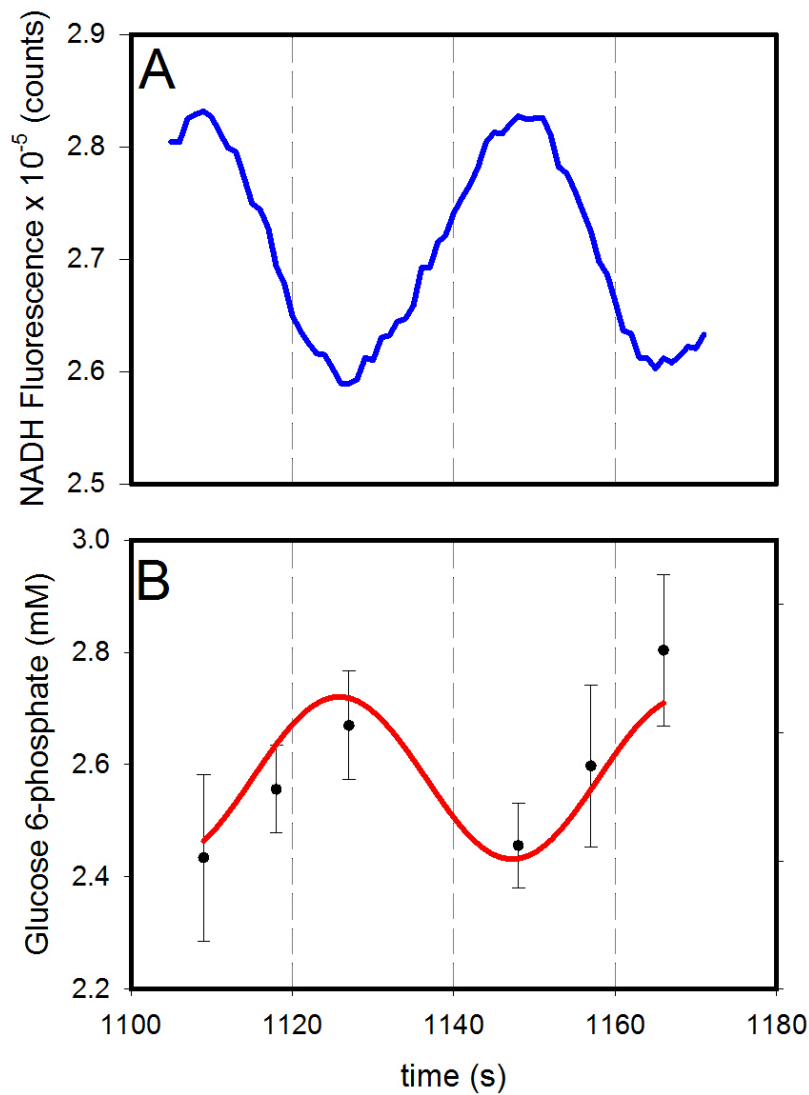 A
NADH Fluorescence x 10⁻⁵ (counts)
2.9
2.8
2.7
2.6
2.5
B
Glucose 6-phosphate (mM)
3.0
2.8
2.6
2.4
2.2
1100 1120 1140 1160 1180
time (s)